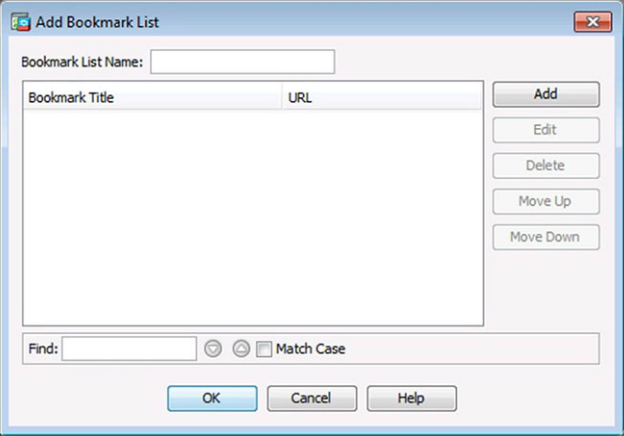 Add Bookmark List
Bookmark List Name:
Bookmark Title URL
Add
Edit
Delete
Move Up
Move Down
Find: Match Case
OK Cancel Help